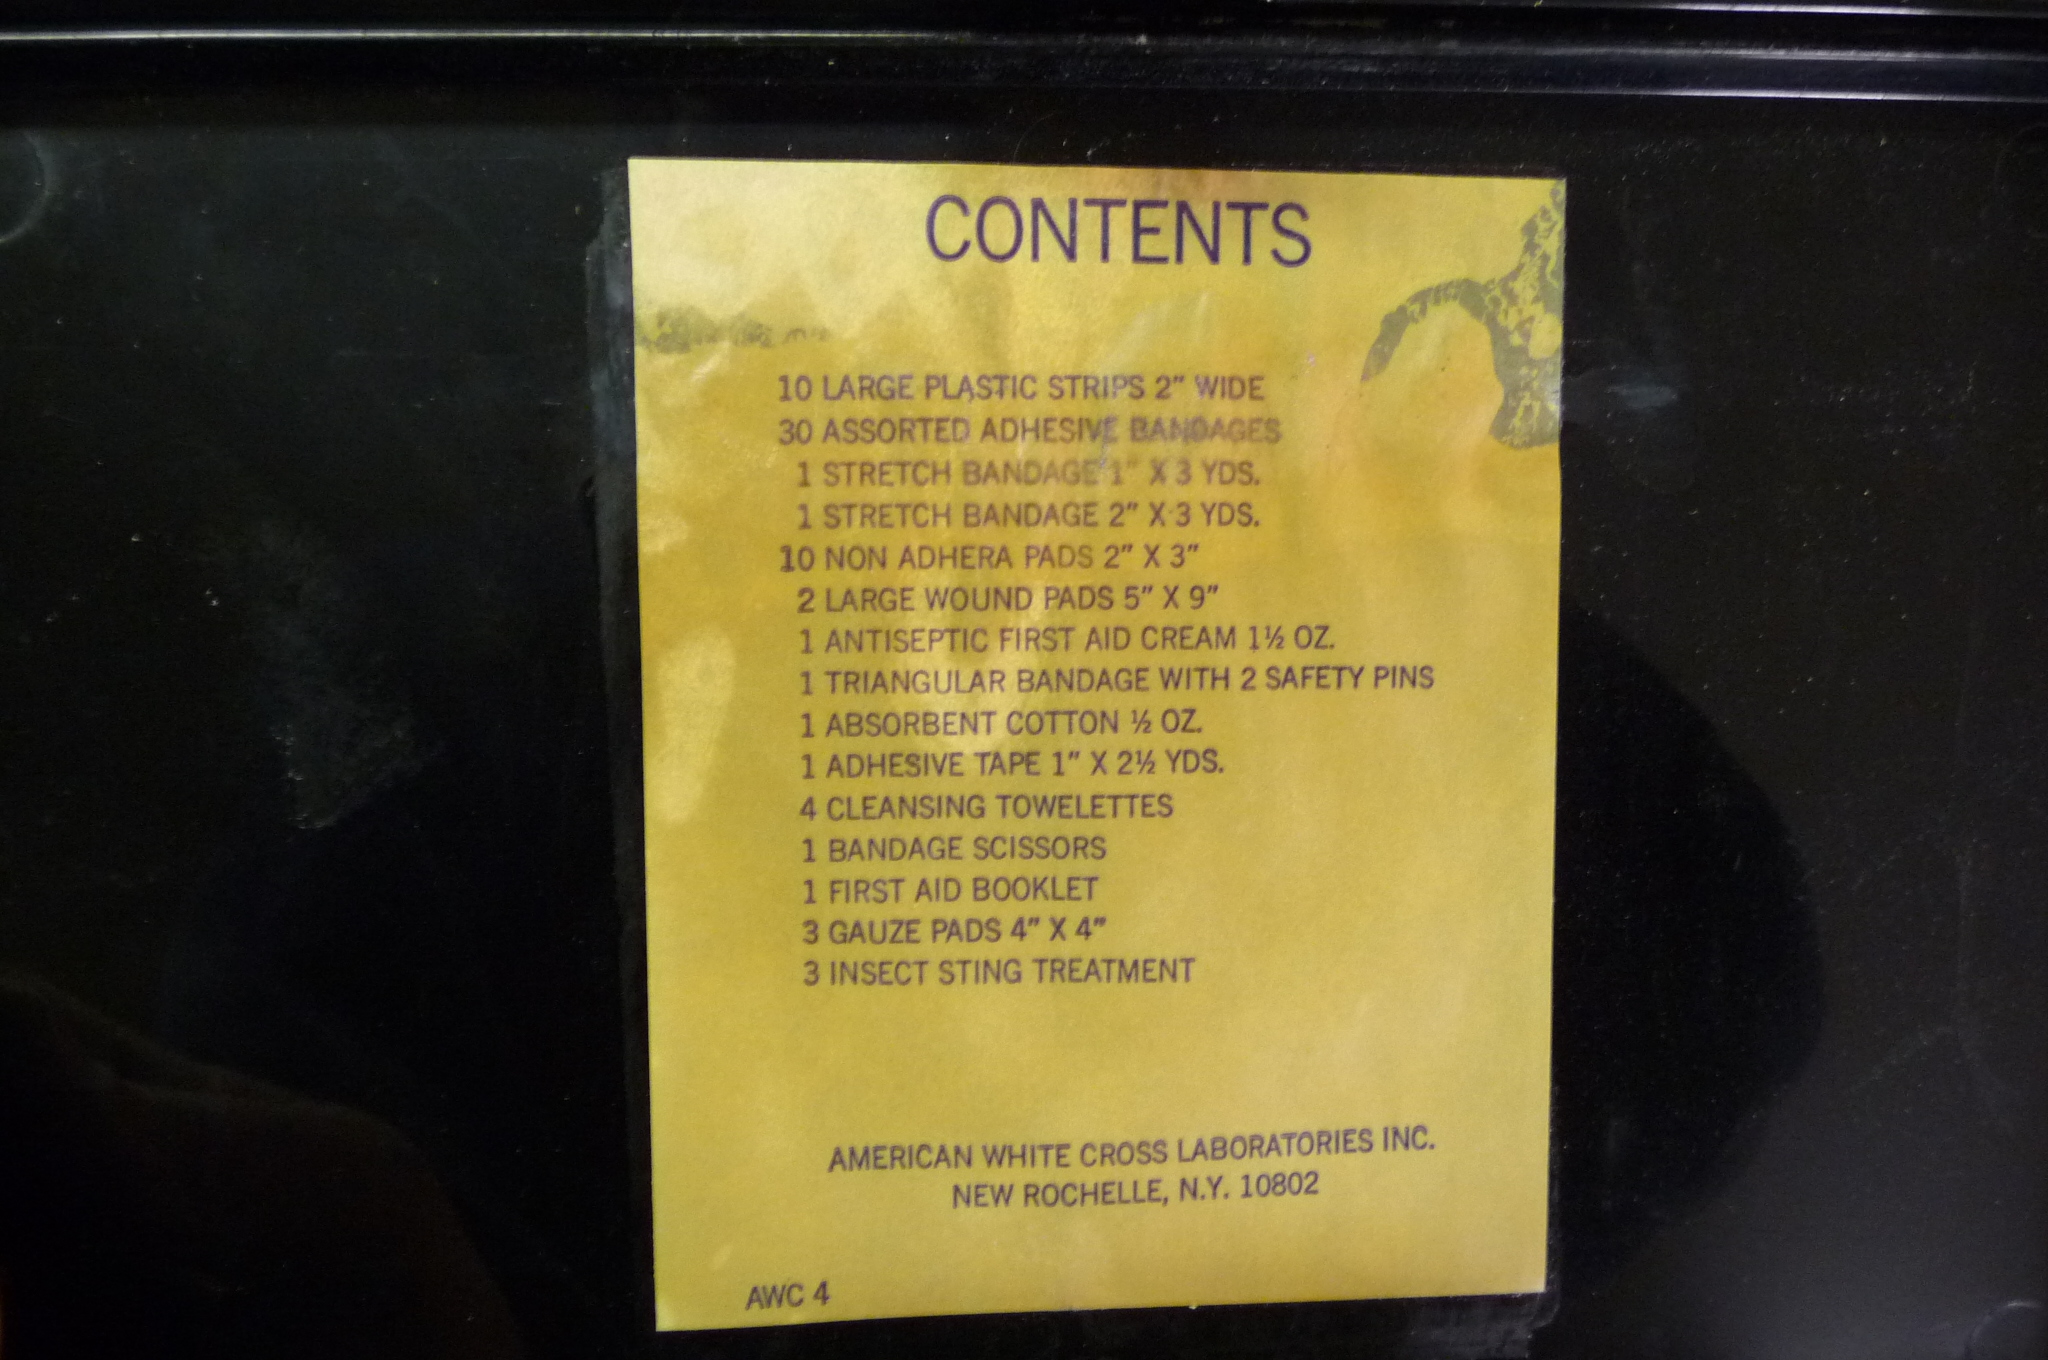 CONTENTS
10 LARGE PLASTIC STRIPS 2" WIDE
30 ASSORTED ADHESIVE BANDAGES
1 STRETCH BANDAGE 1" X 3 YDS.
1 STRETCH BANDAGE 2" X 3 YDS.
10 NON ADHERA PADS 2" X 3"
2 LARGE WOUND PADS 5" X 9"
1 ANTISEPTIC FIRST AID CREAM 1½ OZ.
1 TRIANGULAR BANDAGE WITH 2 SAFETY PINS
1 ABSORBENT COTTON ½ OZ.
1 ADHESIVE TAPE 1" X 2½ YDS.
4 CLEANSING TOWELETTES
1 BANDAGE SCISSORS
1 FIRST AID BOOKLET
3 GAUZE PADS 4" X 4"
3 INSECT STING TREATMENT
AMERICAN WHITE CROSS LABORATORIES INC.
NEW ROCHELLE, N.Y. 10802
AWC 4